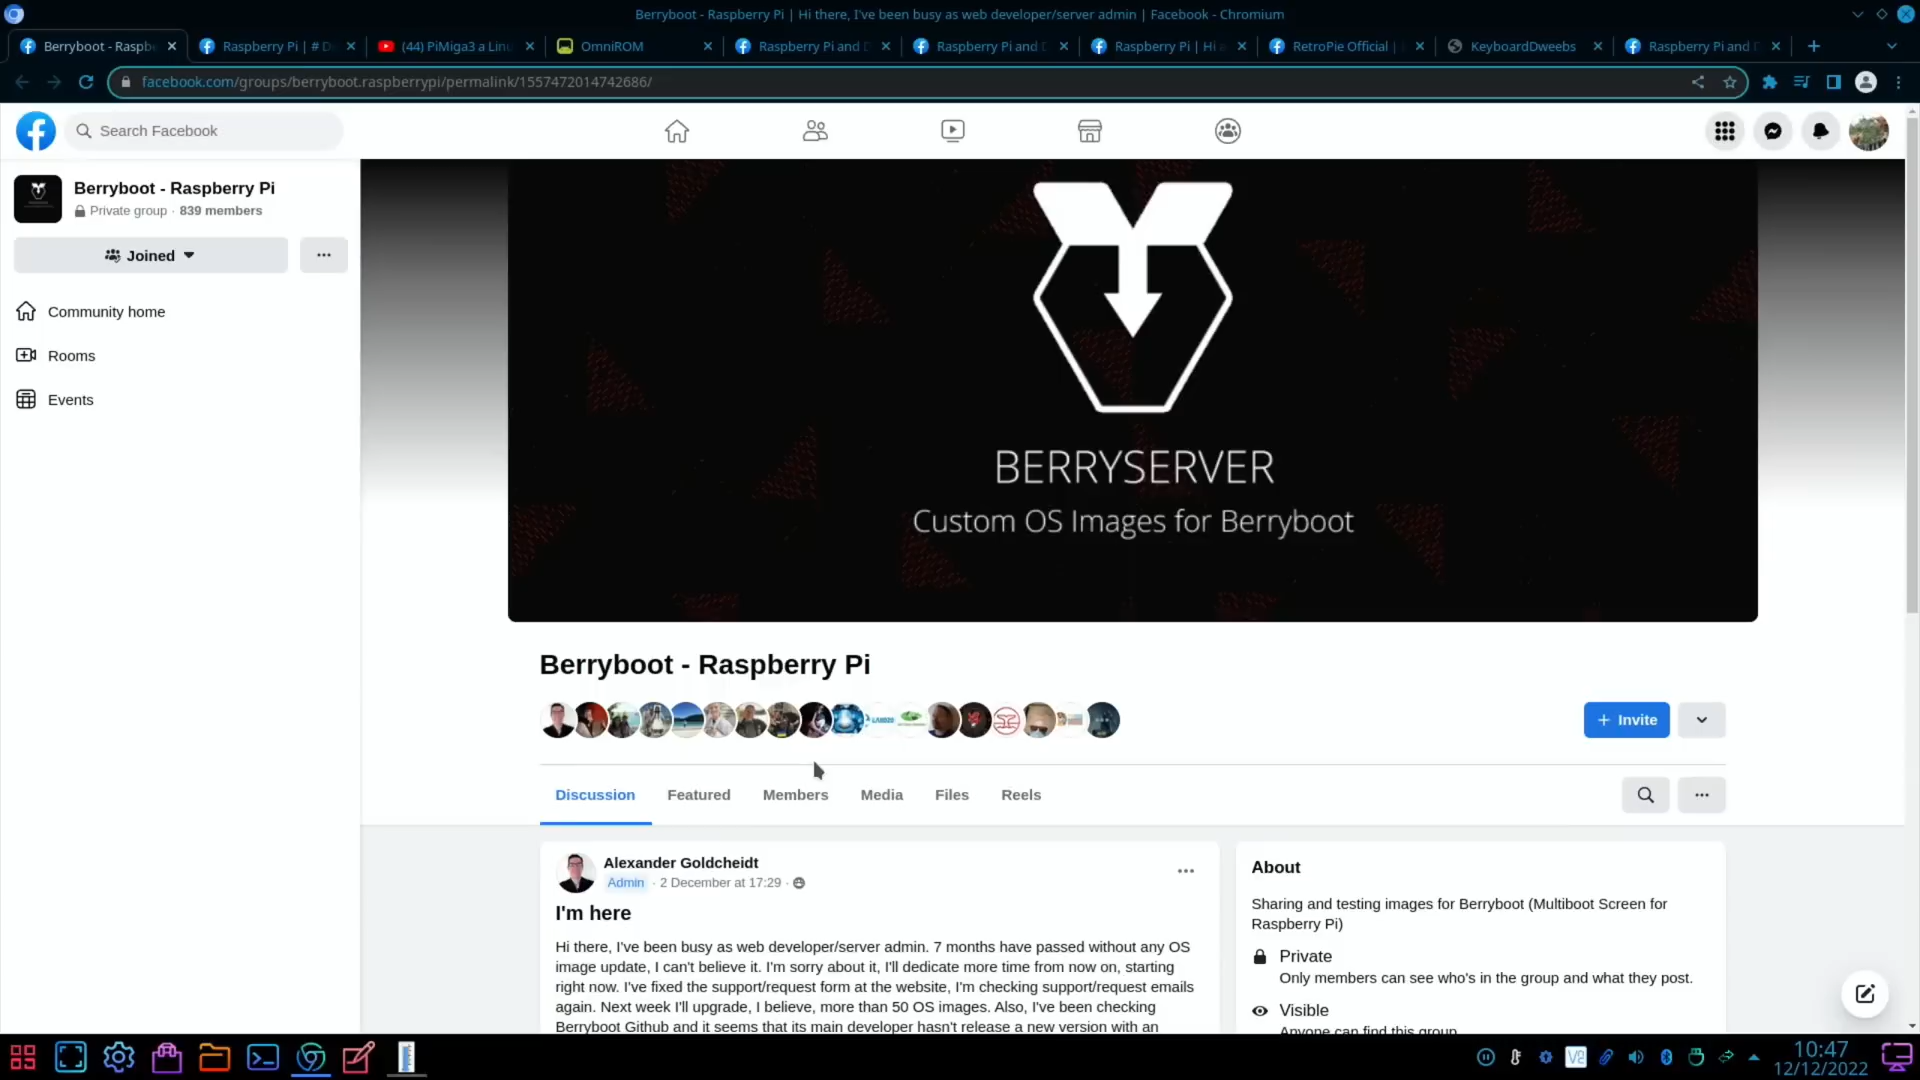 Berryboot - Raspberry Pi | Hi there, I've been busy as web developer/server admin | Facebook - Chromium
Berryboot - Raspb
Raspberry Pi | # D
(44) PiMiga3 a Linu
OmniROM
Raspberry Pi and D
Raspberry Pi and D
Raspberry Pi | Hi a
RetroPie Official |
KeyboardDweebs
Raspberry Pi and D
facebook.com/groups/berryboot.raspberrypi/permalink/1557472014742686/
Search Facebook
Berryboot - Raspberry Pi
Private group · 839 members
Joined
Community home
Rooms
Events
BERRYSERVER
Custom OS Images for Berryboot
Berryboot - Raspberry Pi
+ Invite
Discussion
Featured
Members
Media
Files
Reels
Alexander Goldcheidt
Admin · 2 December at 17:29 ·
I'm here
Hi there, I've been busy as web developer/server admin. 7 months have passed without any OS
image update, I can't believe it. I'm sorry about it, I'll dedicate more time from now on, starting
right now. I've fixed the support/request form at the website, I'm checking support/request emails
again. Next week I'll upgrade, I believe, more than 50 OS images. Also, I've been checking
Berryboot Github and it seems that its main developer hasn't release a new version with an
About
Sharing and testing images for Berryboot (Multiboot Screen for
Raspberry Pi)
Private
Only members can see who's in the group and what they post.
Visible
Anyone can find this group.
10:47
12/12/2022